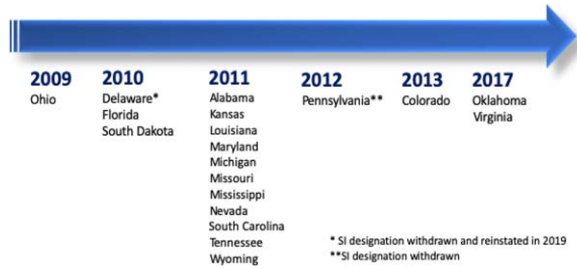 2009
Ohio
2010
Delaware*
Florida
South Dakota
2011
Alabama
Kansas
Louisiana
Maryland
Michigan
Missouri
Mississippi
Nevada
South Carolina
Tennessee
Wyoming
2012
Pennsylvania**
2013
Colorado
2017
Oklahoma
Virginia
* SI designation withdrawn and reinstated in 2019
**SI designation withdrawn